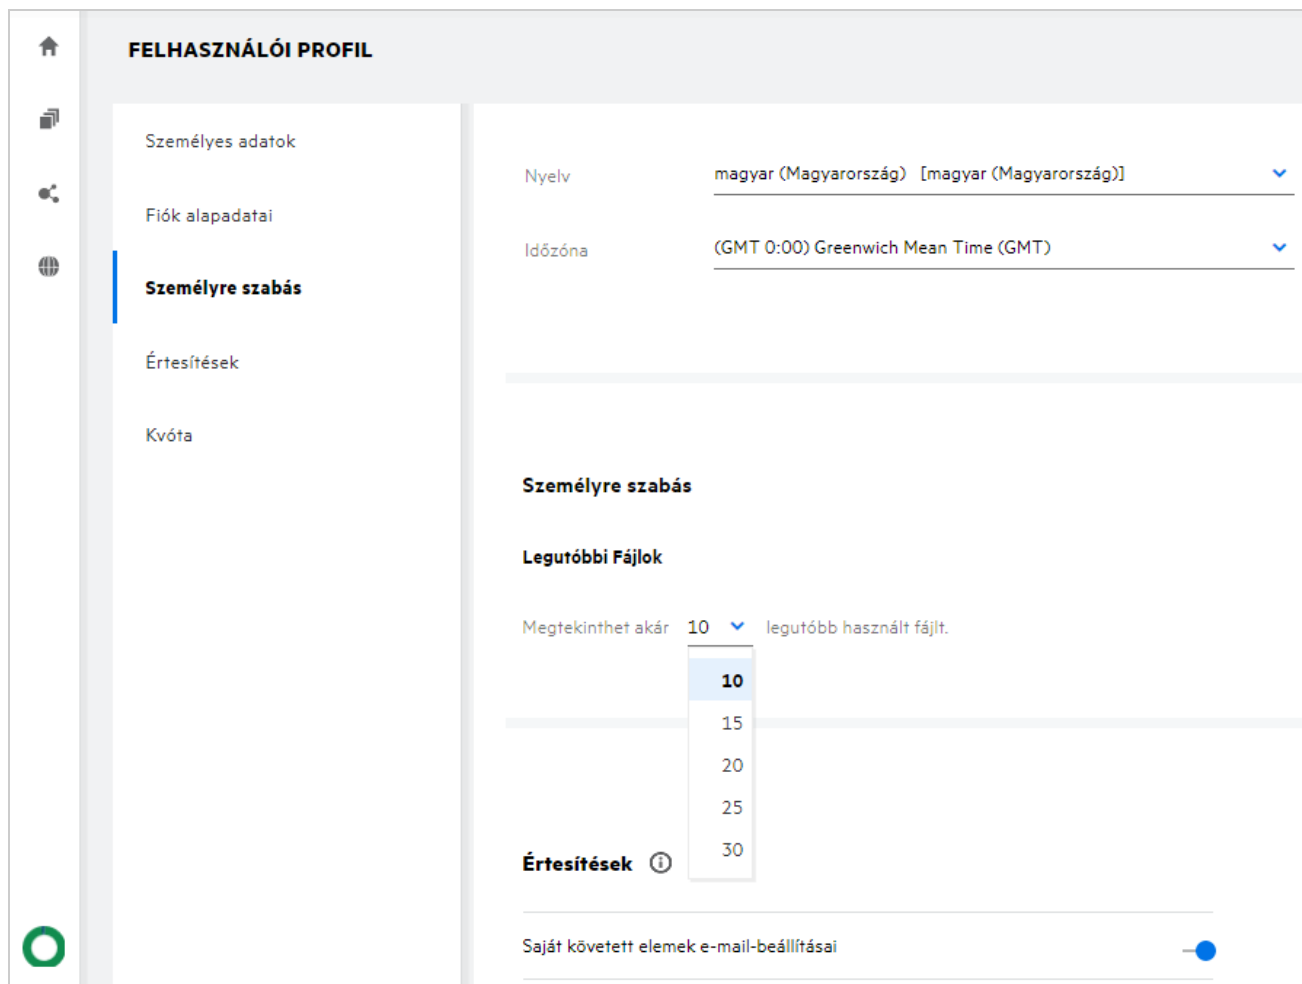 FELHASZNÁLÓI PROFIL
Személyes adatok
Fiók alapadatai
Személyre szabás
Értesítések
Kvóta
Nyelv magyar (Magyarország) [magyar (Magyarország)]
Időzóna (GMT 0:00) Greenwich Mean Time (GMT)
Személyre szabás
Legutóbbi Fájlok
Megtekinthet akár 10 legutóbb használt fájlt.
10
15
20
25
30
Értesítések
Saját követett elemek e-mail-beállításai